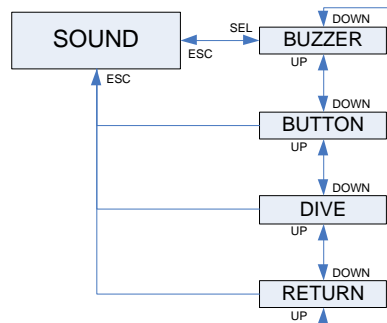 DOWN
SOUND
SEL
BUZZER
ESC
UP
ESC
DOWN
BUTTON
UP
DOWN
DIVE
UP
DOWN
RETURN
UP